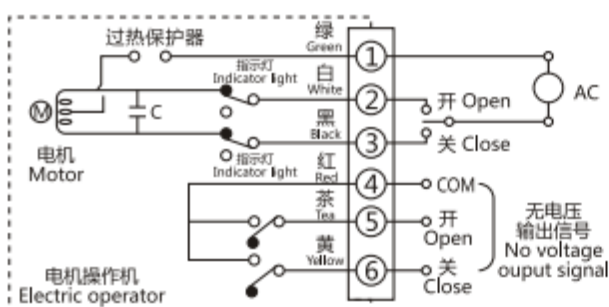 过热保护器
绿
Green
①
指示灯
Indicator light
白
White
②
开 Open
AC
M
C
黑
Black
③
关 Close
电机
Motor
指示灯
Indicator light
红
Red
④
COM
茶
Tea
⑤
开
Open
无电压
输出信号
No voltage
ouput signal
黄
Yellow
⑥
关
Close
电机操作机
Electric operator